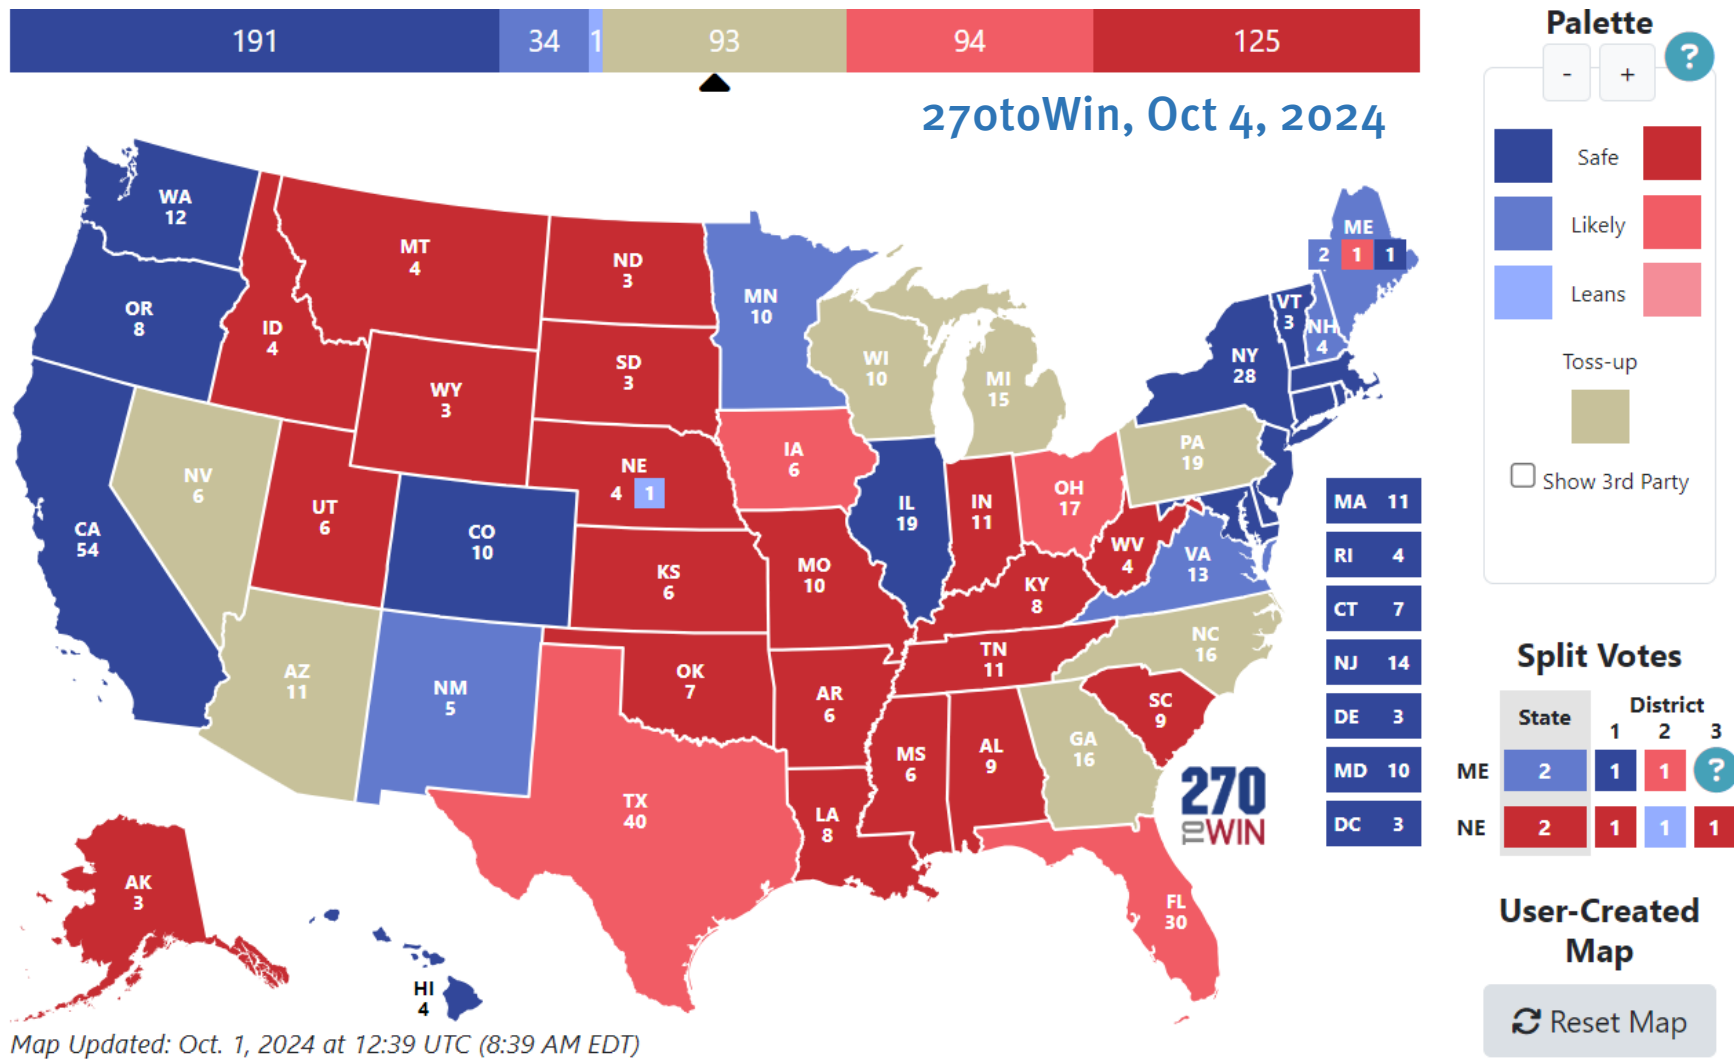 191 34 1 93 94 125
270toWin, Oct 4, 2024
Palette
- + ?
Safe
Likely
Leans
Toss-up
Show 3rd Party
WA
12
OR
8
CA
54
NV
6
ID
4
MT
4
WY
3
UT
6
AZ
11
CO
10
NM
5
ND
3
SD
3
NE
4 1
KS
6
OK
7
TX
40
MN
10
IA
6
MO
10
AR
6
LA
8
WI
10
IL
19
MI
15
IN
11
OH
17
KY
8
TN
11
MS
6
AL
9
GA
16
FL
30
SC
9
NC
16
VA
13
WV
4
PA
19
NY
28
VT
3
NH
4
ME
2 1 1
AK
3
HI
4
MA 11
RI 4
CT 7
NJ 14
DE 3
MD 10
DC 3
270
TO WIN
Split Votes
State District
1 2 3
ME 2 1 1 ?
NE 2 1 1 1
User-Created
Map
Reset Map
Map Updated: Oct. 1, 2024 at 12:39 UTC (8:39 AM EDT)